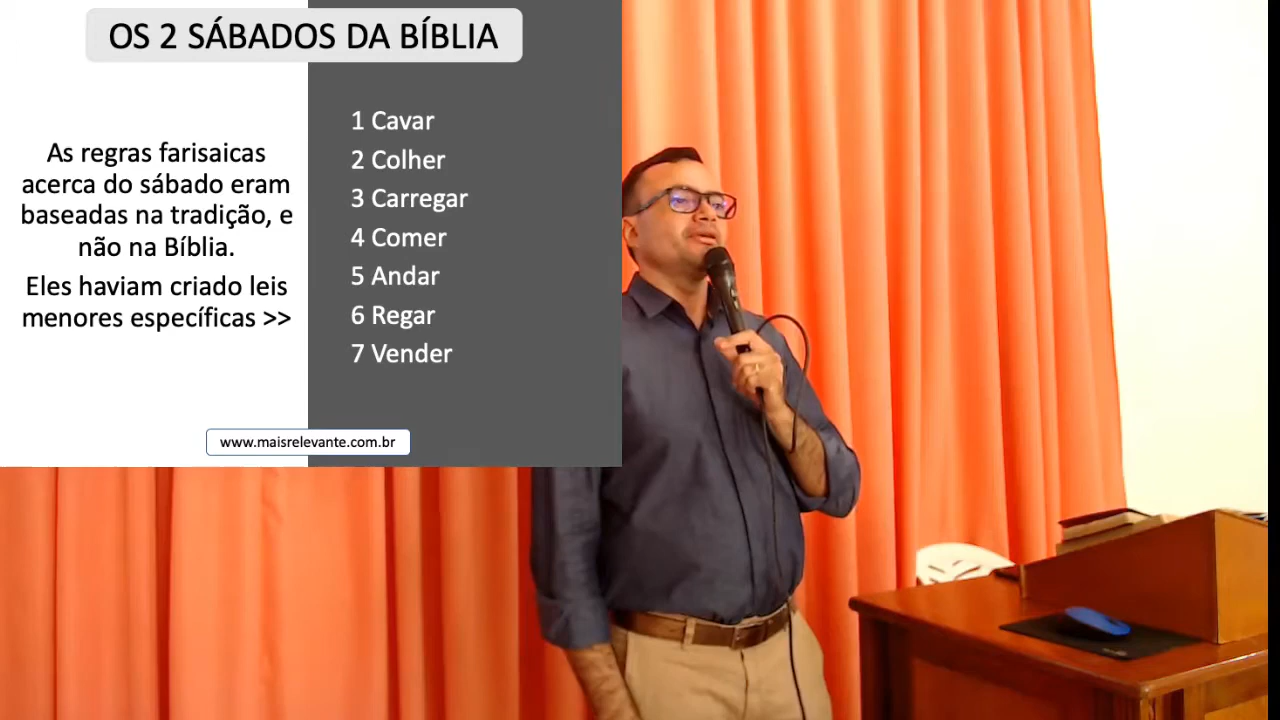 OS 2 SÁBADOS DA BÍBLIA
As regras farisaicas
acerca do sábado eram
baseadas na tradição, e
não na Bíblia.
Eles haviam criado leis
menores específicas >>
1 Cavar
2 Colher
3 Carregar
4 Comer
5 Andar
6 Regar
7 Vender
www.maisrelevante.com.br